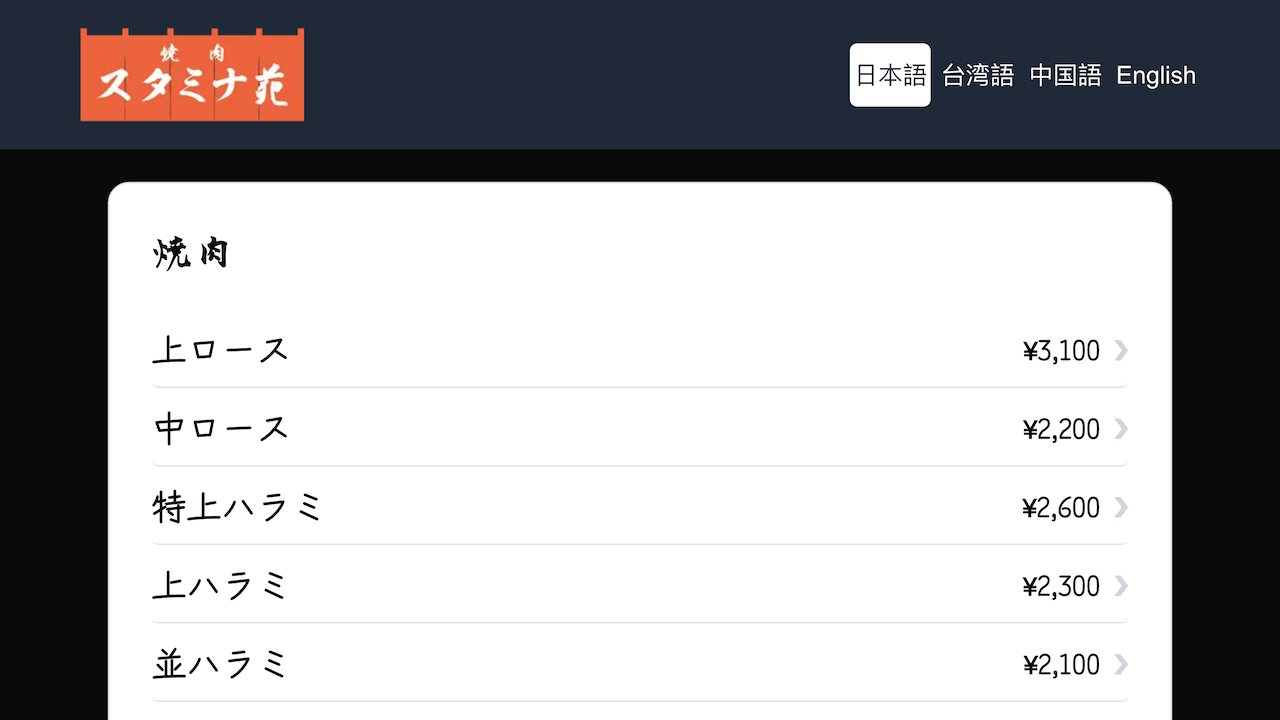 焼肉
スタミナ苑
日本語 台湾語 中国語 English
焼肉
上ロース ¥3,100
中ロース ¥2,200
特上ハラミ ¥2,600
上ハラミ ¥2,300
並ハラミ ¥2,100